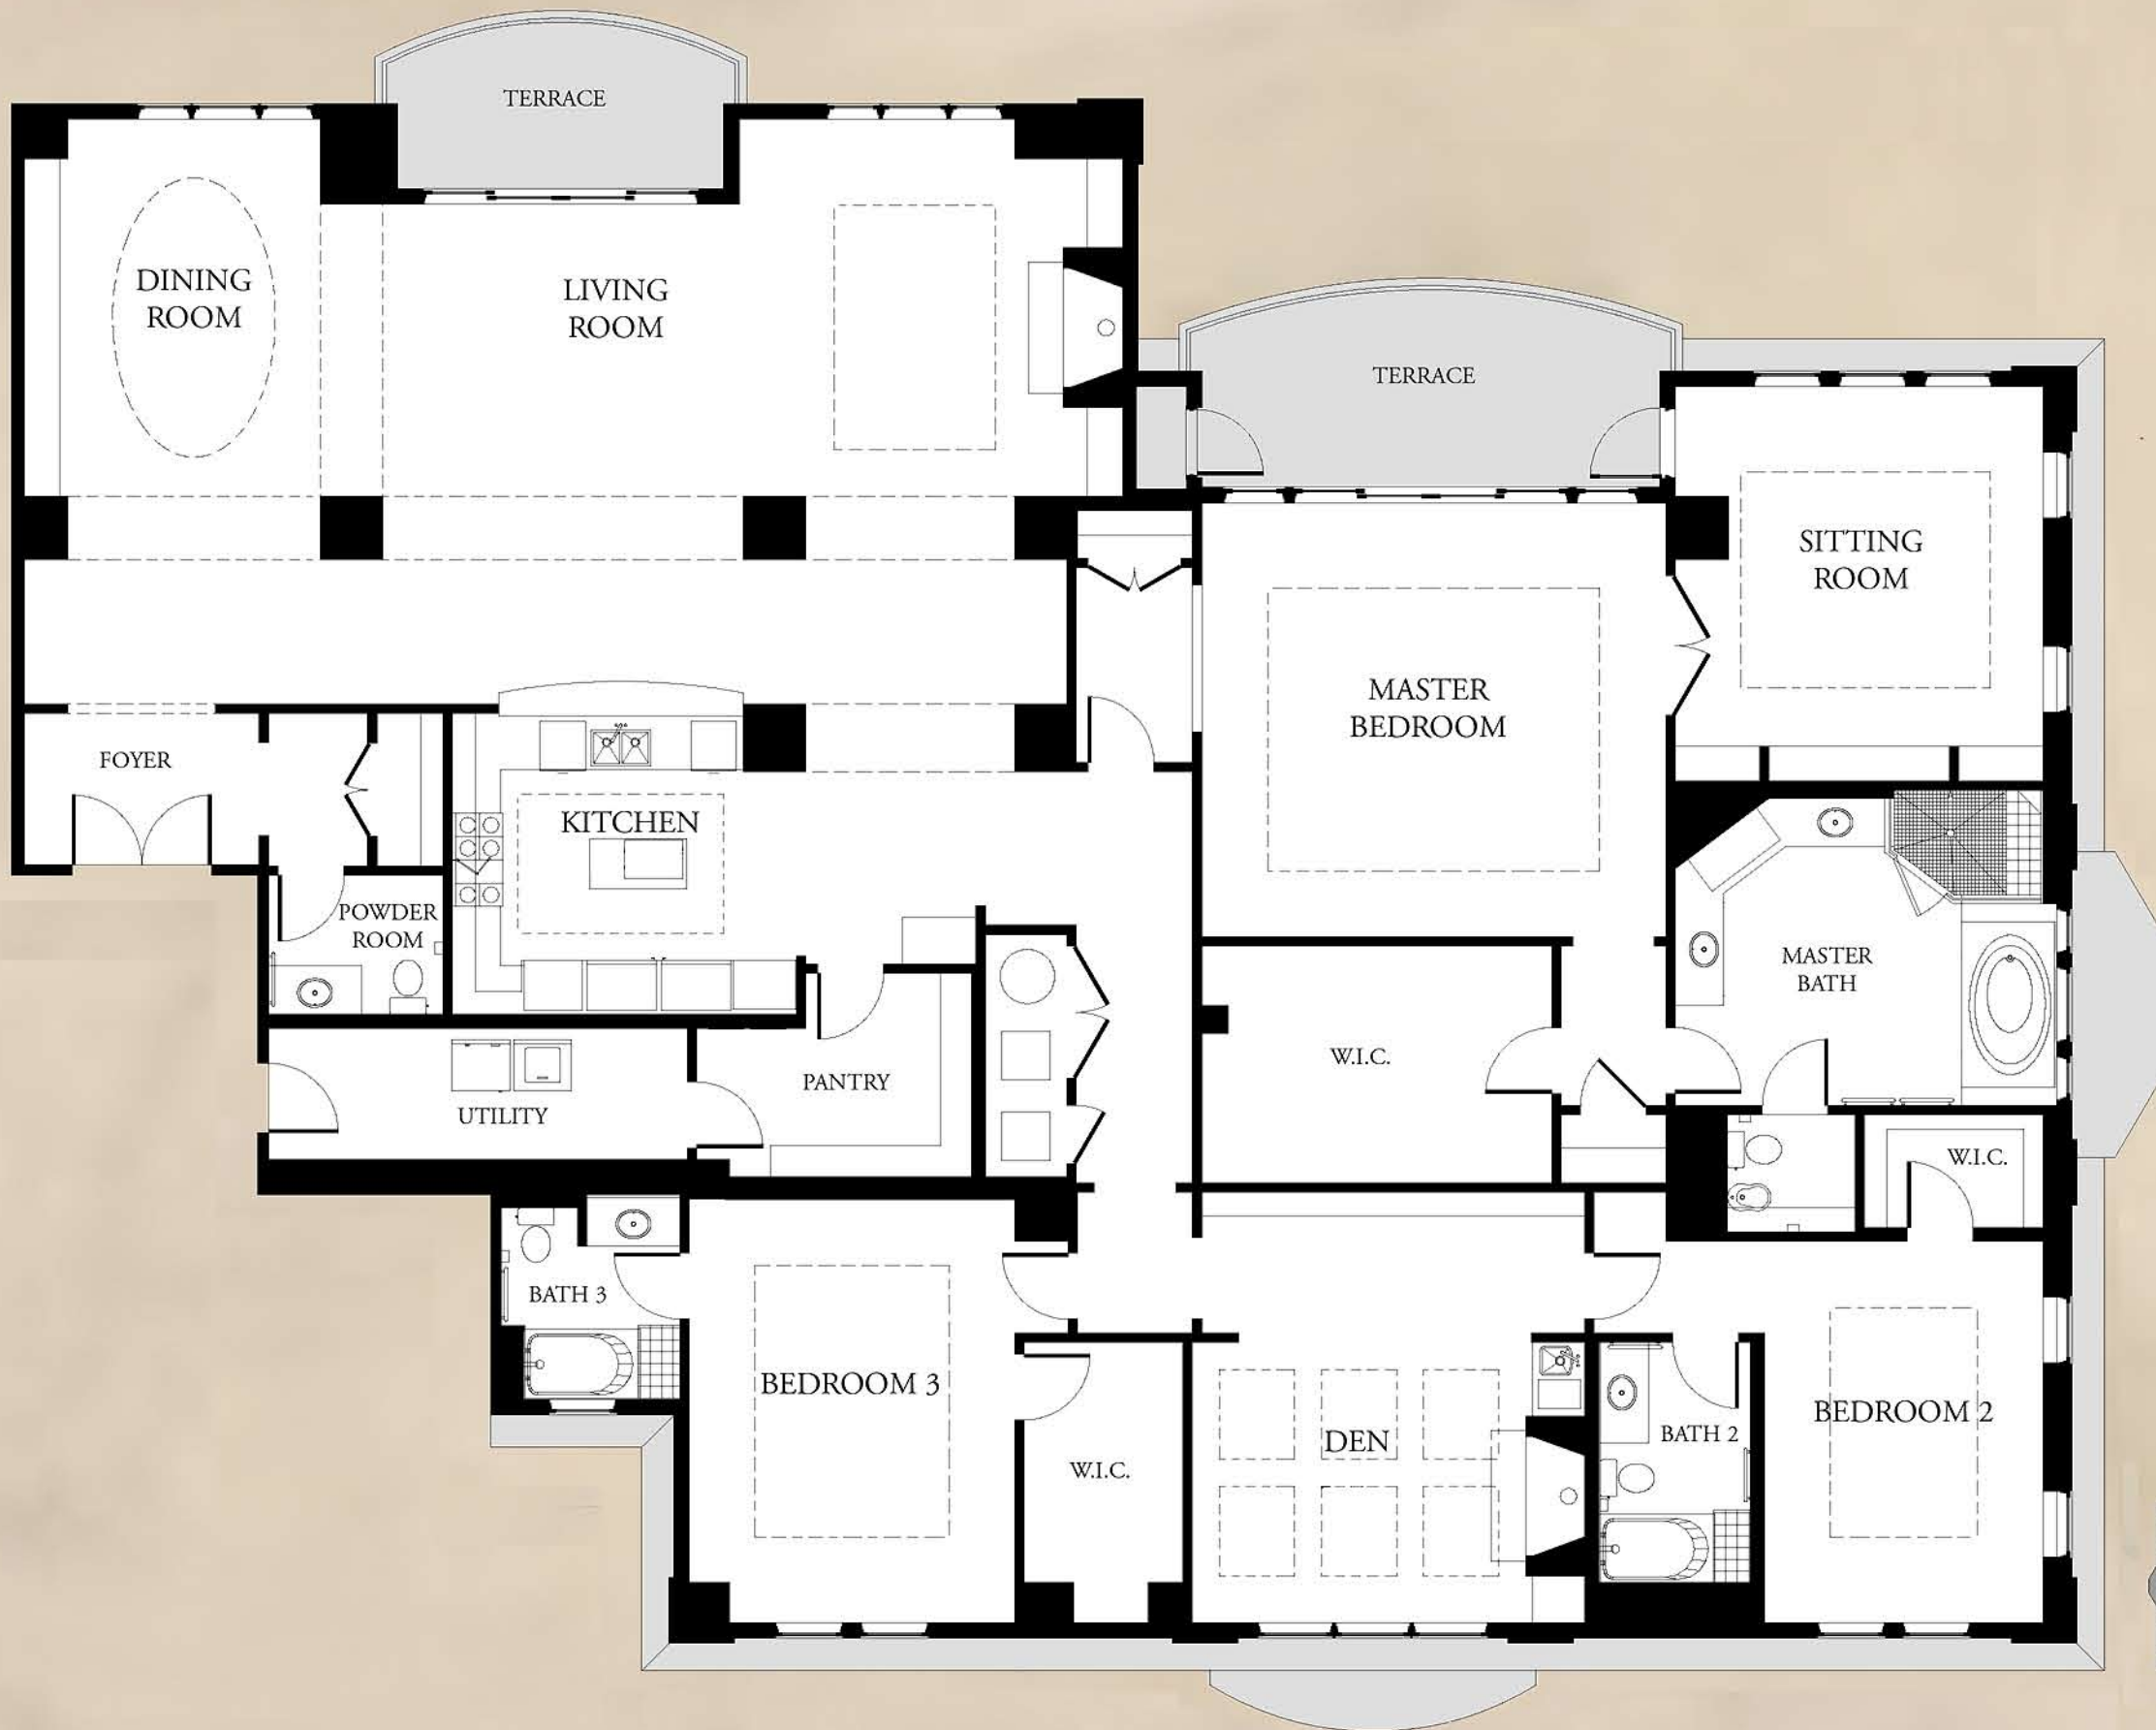 TERRACE
DINING
ROOM
LIVING
ROOM
TERRACE
SITTING
ROOM
MASTER
BEDROOM
FOYER
KITCHEN
POWDER
ROOM
MASTER
BATH
W.I.C.
PANTRY
UTILITY
W.I.C.
BATH 3
BEDROOM 3
BEDROOM 2
BATH 2
DEN
W.I.C.